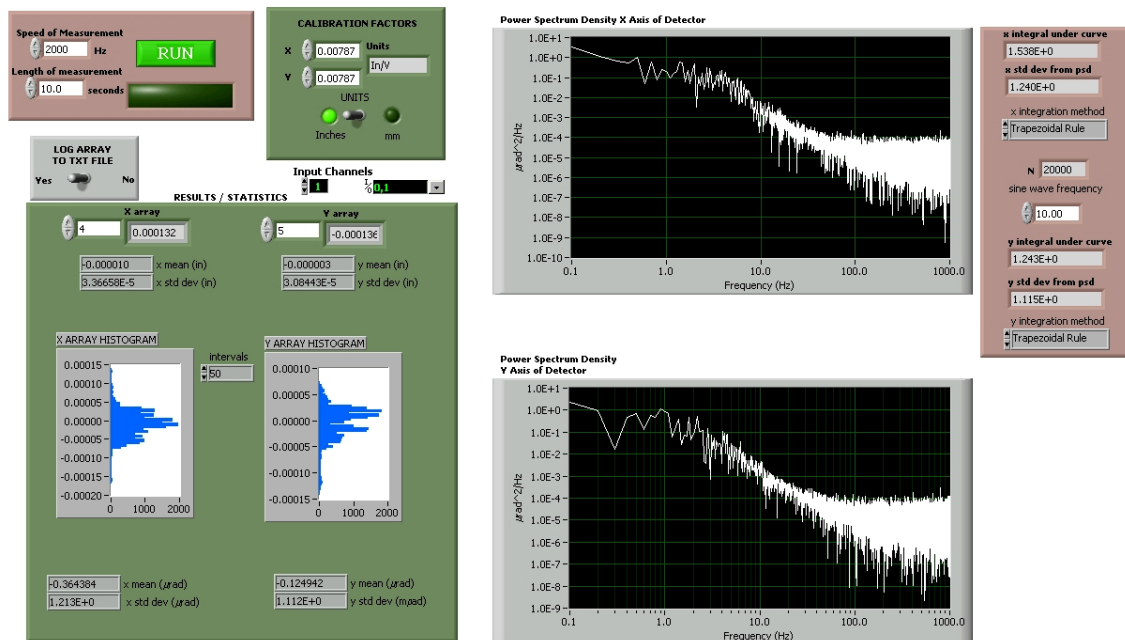 Speed of Measurement
2000 Hz
RUN
Length of measurement
10.0 seconds
CALIBRATION FACTORS
X 0.00787 Units
In/V
Y 0.00787
UNITS
Inches mm
LOG ARRAY
TO TXT FILE
Yes No
Input Channels
1 0,1
RESULTS / STATISTICS
X array
4 0.000132
Y array
5 -0.000136
-0.000010 x mean (in)
3.36658E-5 x std dev (in)
-0.000003 y mean (in)
3.08443E-5 y std dev (in)
X ARRAY HISTOGRAM
0.00015
0.00010
0.00005
0.00000
-0.00005
-0.00010
-0.00015
-0.00020
0 1000 2000
intervals
50
Y ARRAY HISTOGRAM
0.00010
0.00005
0.00000
-0.00005
-0.00010
-0.00015
0 1000 2000
-0.364384 x mean (µrad)
1.213E+0 x std dev (µrad)
-0.124942 y mean (µrad)
1.112E+0 y std dev (mrad)
Power Spectrum Density X Axis of Detector
µrad^2/Hz
1.0E+1
1.0E+0
1.0E-1
1.0E-2
1.0E-3
1.0E-4
1.0E-5
1.0E-6
1.0E-7
1.0E-8
1.0E-9
1.0E-10
0.1 1.0 10.0 100.0 1000.0
Frequency (Hz)
Power Spectrum Density
Y Axis of Detector
µrad^2/Hz
1.0E+1
1.0E+0
1.0E-1
1.0E-2
1.0E-3
1.0E-4
1.0E-5
1.0E-6
1.0E-7
1.0E-8
1.0E-9
0.1 1.0 10.0 100.0 1000.0
Frequency (Hz)
x integral under curve
1.538E+0
x std dev from psd
1.240E+0
x integration method
Trapezoidal Rule
N 20000
sine wave frequency
10.00
y integral under curve
1.243E+0
y std dev from psd
1.115E+0
y integration method
Trapezoidal Rule